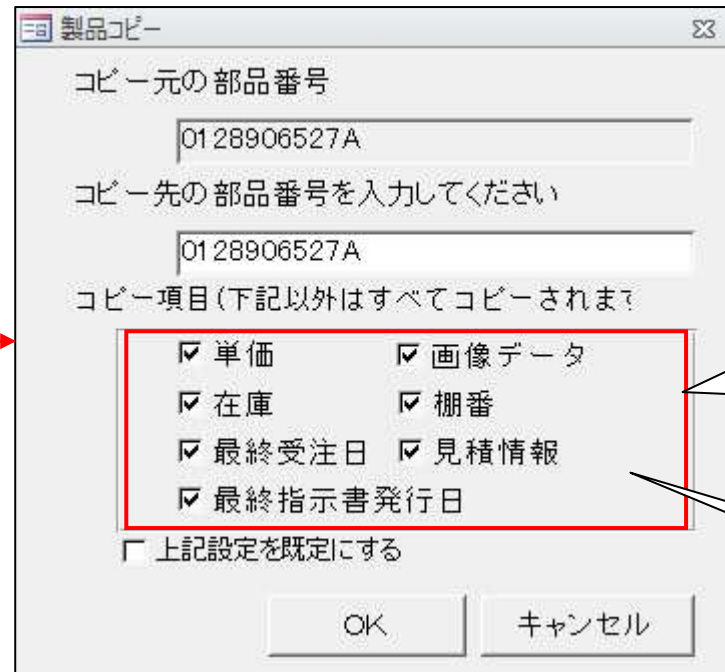 製品コピー
コピー元の部品番号
0128906527A
コピー先の部品番号を入力してください
0128906527A
コピー項目(下記以外はすべてコピーされます
単価 画像データ
在庫 棚番
最終受注日 見積情報
最終指示書発行日
上記設定を既定にする
OK キャンセル